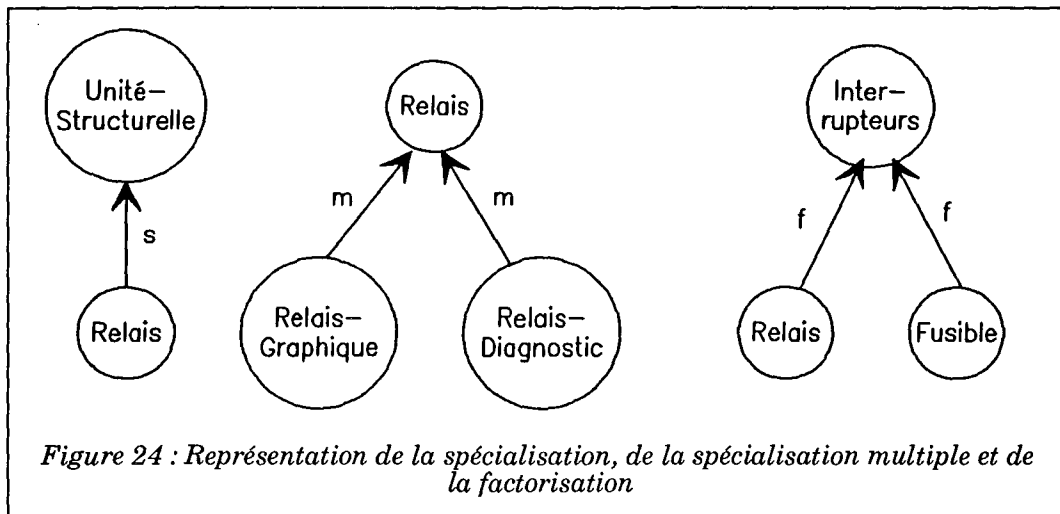 Unité-
Structurelle
s
Relais
Relais
m
m
Relais-
Graphique
Relais-
Diagnostic
Inter-
rupteurs
f
f
Relais
Fusible
Figure 24 : Représentation de la spécialisation, de la spécialisation multiple et de
la factorisation